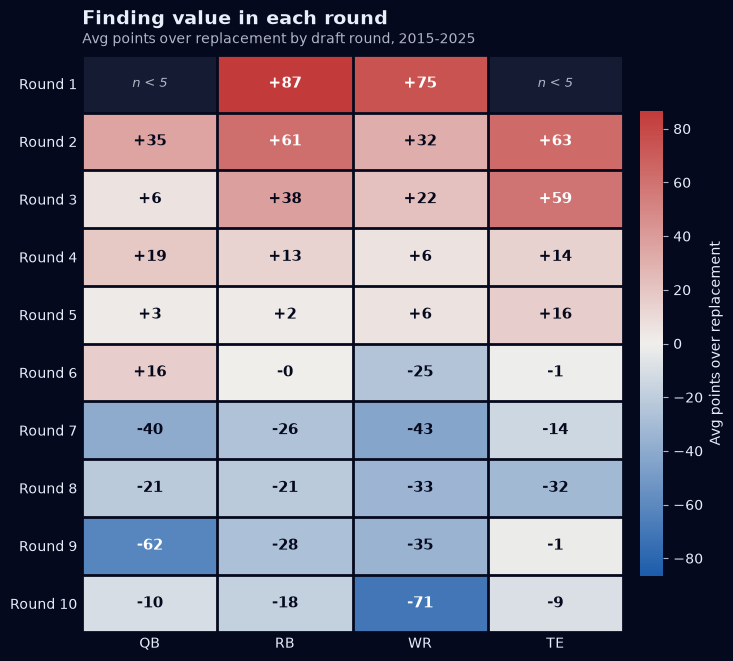 Finding value in each round
Avg points over replacement by draft round, 2015-2025
Round 1 n < 5 +87 +75 n < 5
Round 2 +35 +61 +32 +63
Round 3 +6 +38 +22 +59
Round 4 +19 +13 +6 +14
Round 5 +3 +2 +6 +16
Round 6 +16 -0 -25 -1
Round 7 -40 -26 -43 -14
Round 8 -21 -21 -33 -32
Round 9 -62 -28 -35 -1
Round 10 -10 -18 -71 -9
QB RB WR TE
80
60
40
20
0
−20
−40
−60
−80
Avg points over replacement